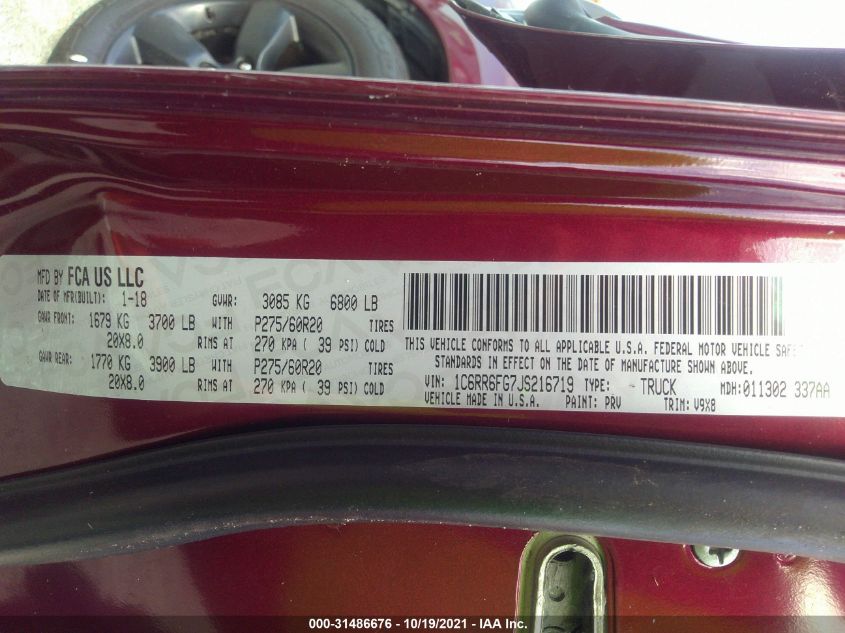 MFD BY FCA US LLC
DATE OF MFR(BUILT): 1-18 GVWR: 3085 KG 6800 LB
GAWR FRONT: 1679 KG 3700 LB WITH P275/60R20 TIRES
20X8.0 RIMS AT 270 KPA ( 39 PSI) COLD
GAWR REAR: 1770 KG 3900 LB WITH P275/60R20 TIRES
20X8.0 RIMS AT 270 KPA ( 39 PSI) COLD
THIS VEHICLE CONFORMS TO ALL APPLICABLE U.S.A. FEDERAL MOTOR VEHICLE
STANDARDS IN EFFECT ON THE DATE OF MANUFACTURE SHOWN ABOVE.
VIN: 1C6RR6FG7JS216719 TYPE: TRUCK MDH: 011302 337AA
VEHICLE MADE IN U.S.A. PAINT: PRV TRIM: V9X8
000-31486676 - 10/19/2021 - IAA Inc.